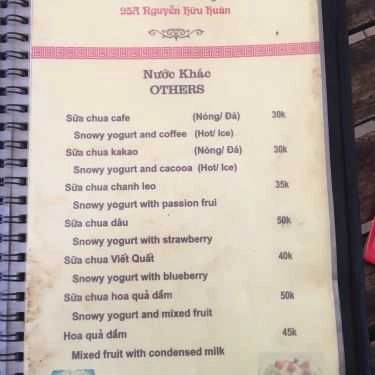 95A Nguyễn Hữu Huân
Nước Khác
OTHERS
Sữa chua cafe (Nóng/ Đá) 30k
Snowy yogurt and coffee (Hot/ Ice)
Sữa chua kakao (Nóng/ Đá) 30k
Snowy yogurt and cacooa (Hot/ Ice)
Sữa chua chanh leo 35k
Snowy yogurt with passion frui
Sữa chua dâu 50k
Snowy yogurt with strawberry
Sữa chua Việt Quất 40k
Snowy yogurt with blueberry
Sữa chua hoa quả dầm 50k
Snowy yogurt and mixed fruit
Hoa quả dầm 45k
Mixed fruit with condensed milk